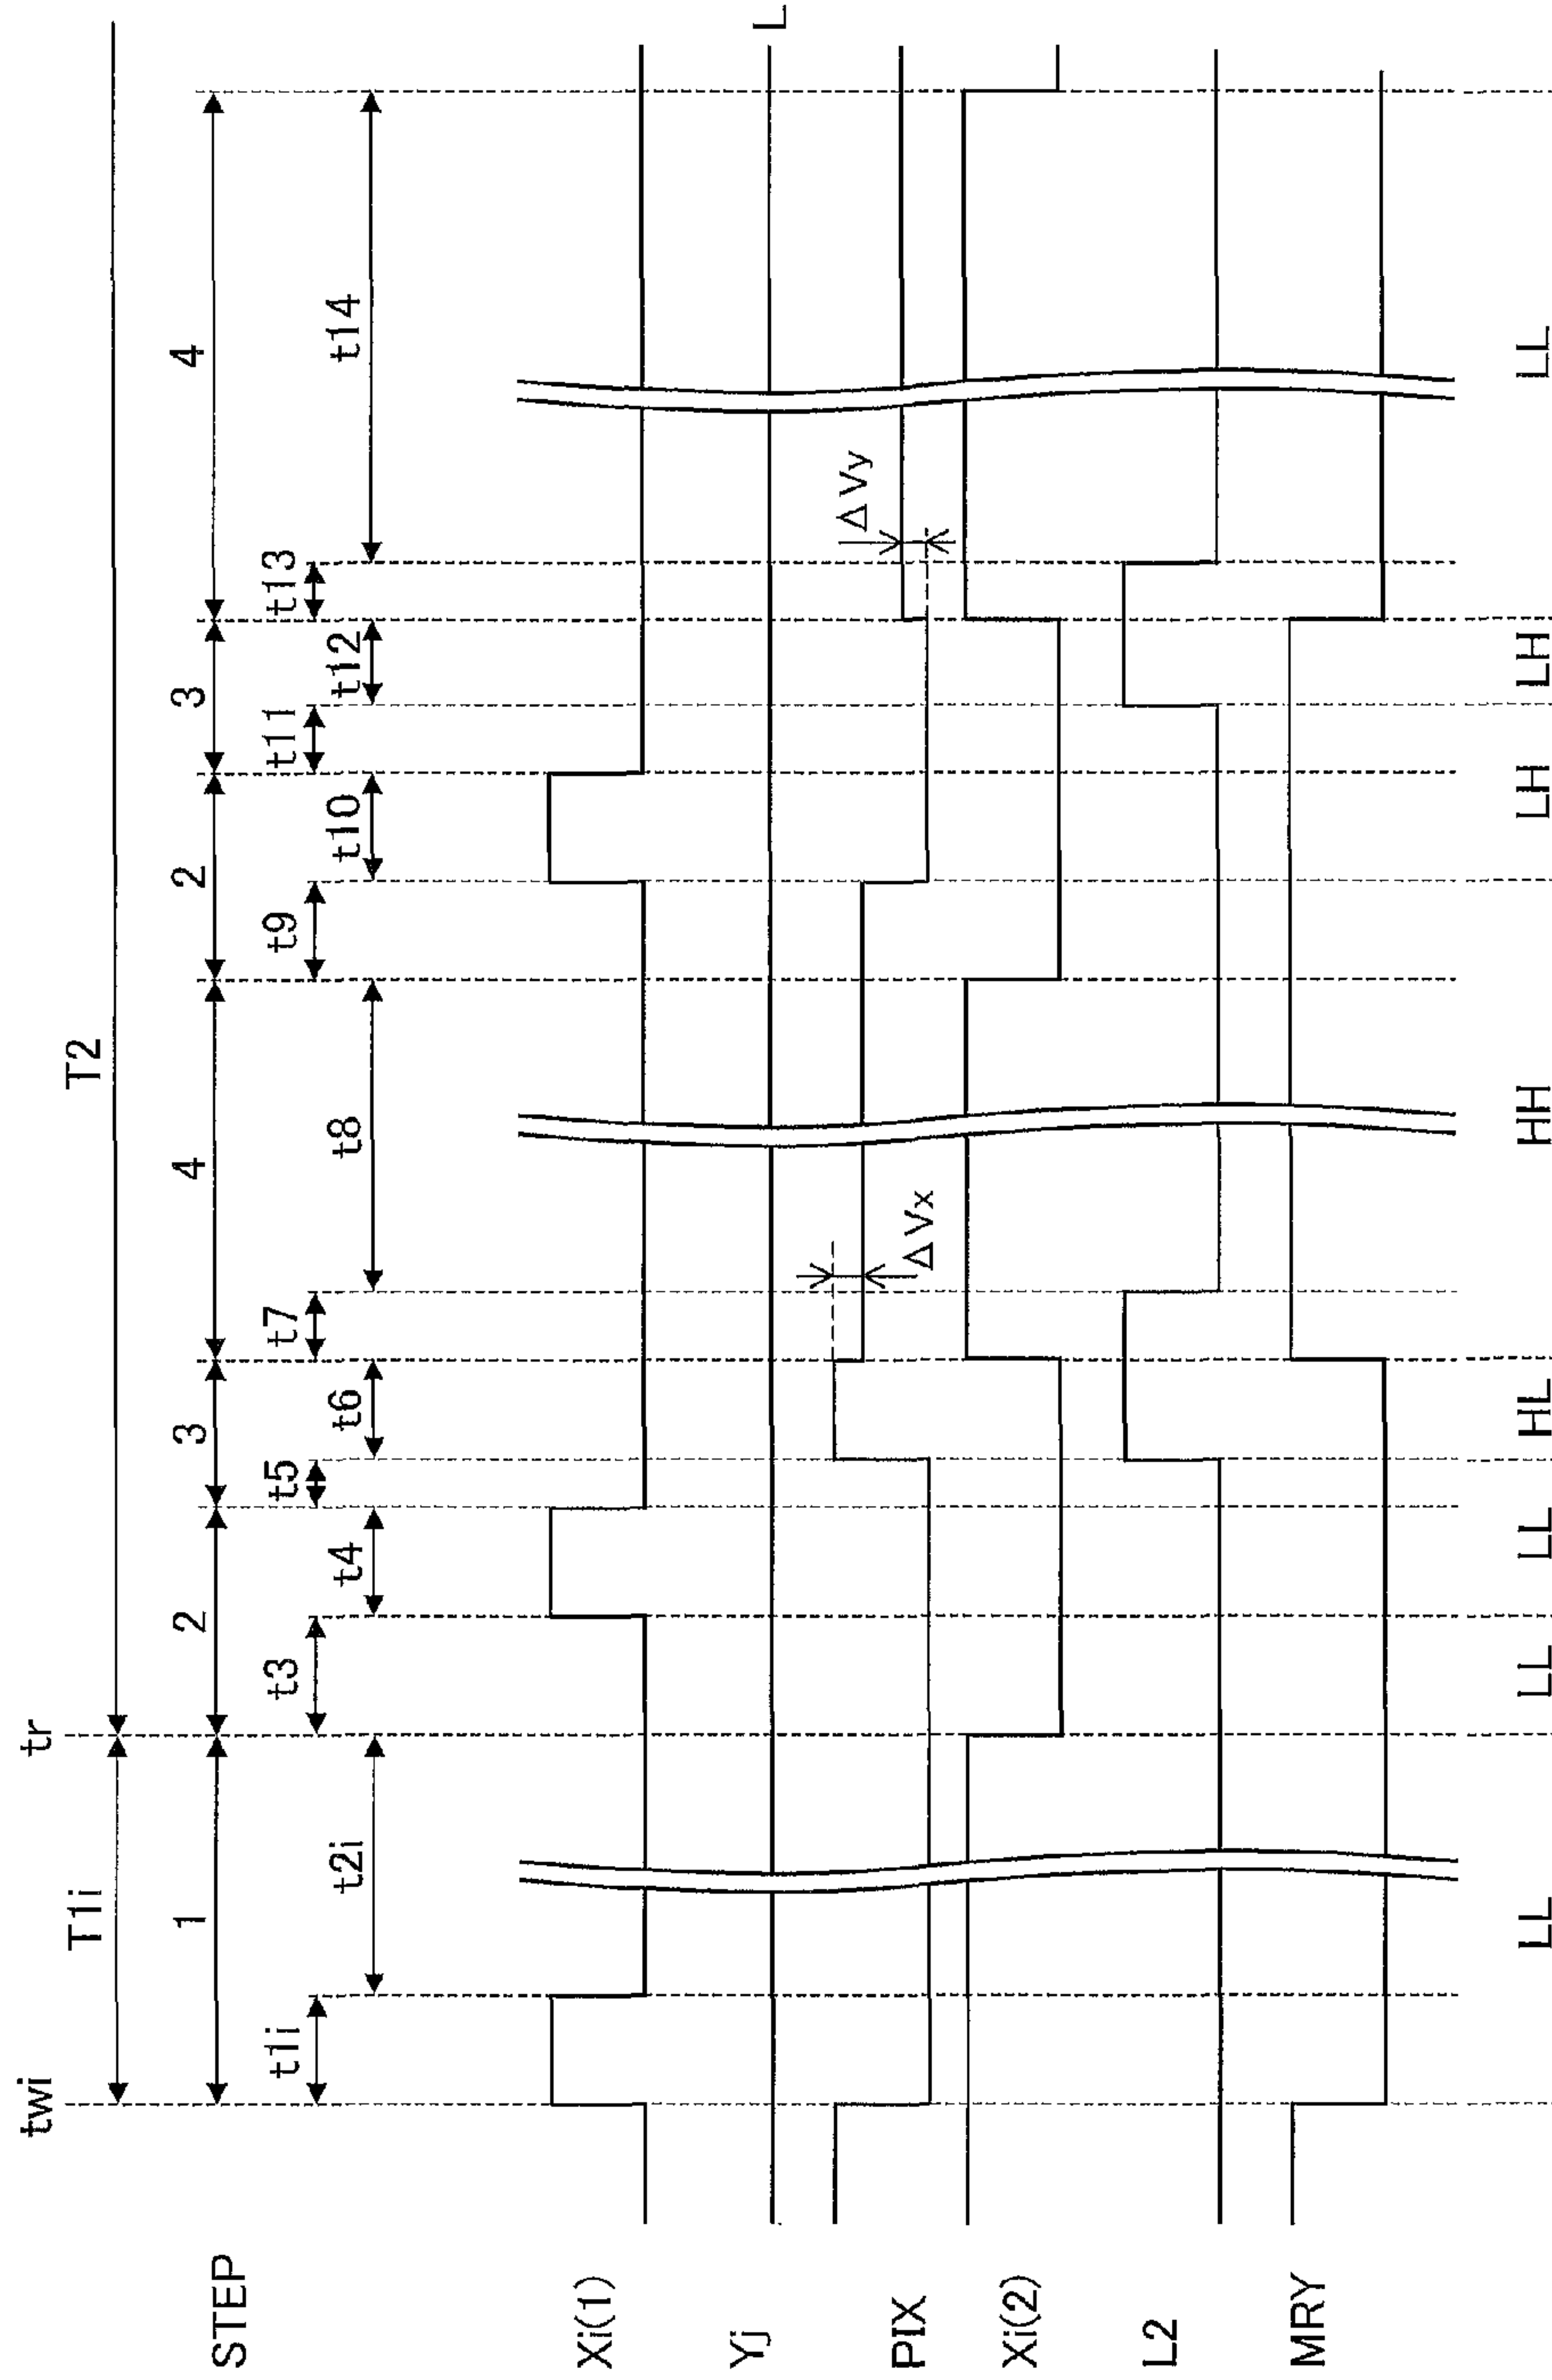 twi tr
T1i T2
STEP 1 2 3 4 2 3 4
t1i t3 t5 t7 t9 t11 t13
t2i t4 t6 t8 t10 t12 t14
Xi(1)
Yj L
PIX ΔVx ΔVy
Xi(2)
L2
MRY
LL LL LL HL HH LH LH LL